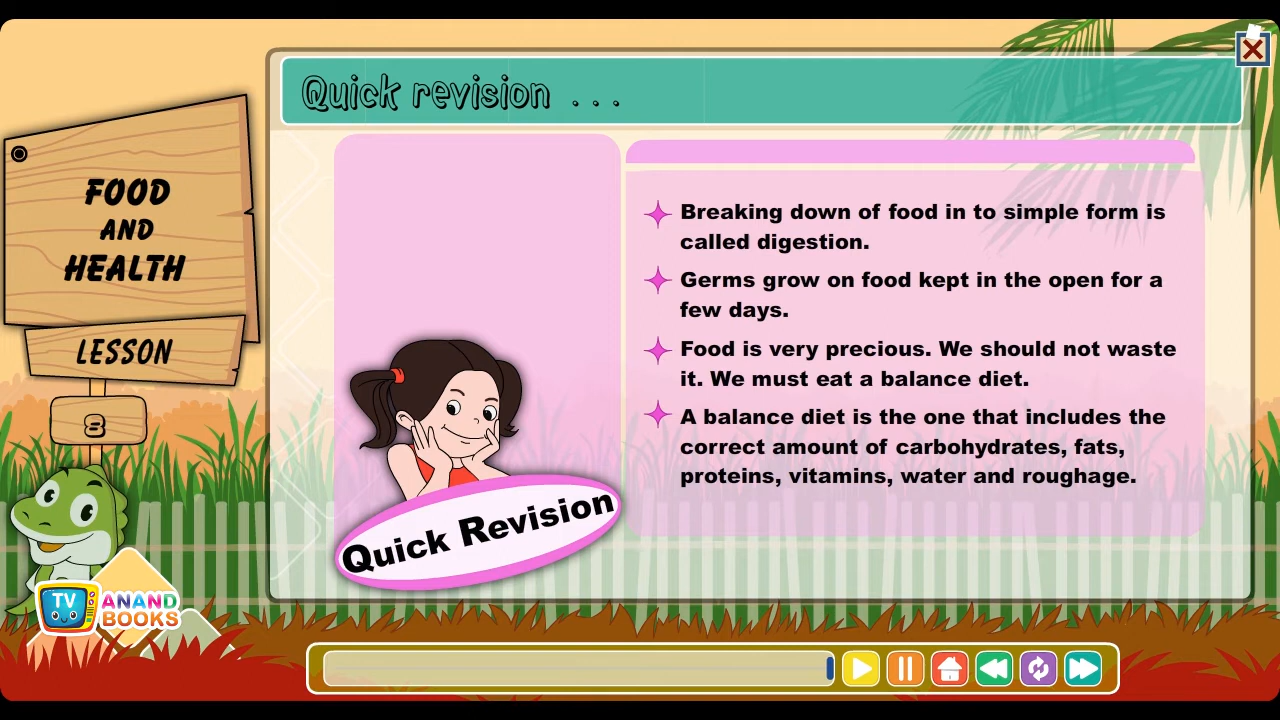 Quick revision . . .
FOOD
AND
HEALTH
LESSON
8
Breaking down of food in to simple form is
called digestion.
Germs grow on food kept in the open for a
few days.
Food is very precious. We should not waste
it. We must eat a balance diet.
A balance diet is the one that includes the
correct amount of carbohydrates, fats,
proteins, vitamins, water and roughage.
Quick Revision
TV
ANAND
BOOKS